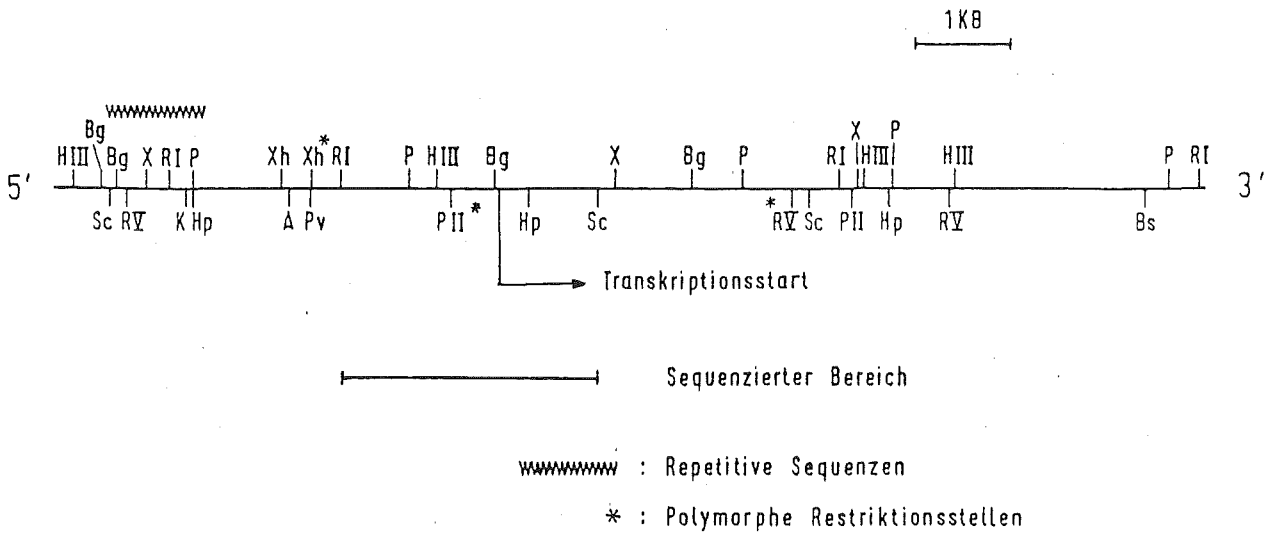 1KB
Bg X P
HIII Bg X RI P Xh Xh* RI P HIII Bg X Bg P RI HIII HIII P RI
5' 3'
Sc RV K Hp A Pv PII * Hp Sc * RV Sc PII Hp RV Bs
Transkriptionsstart
Sequenzierter Bereich
: Repetitive Sequenzen
* : Polymorphe Restriktionsstellen